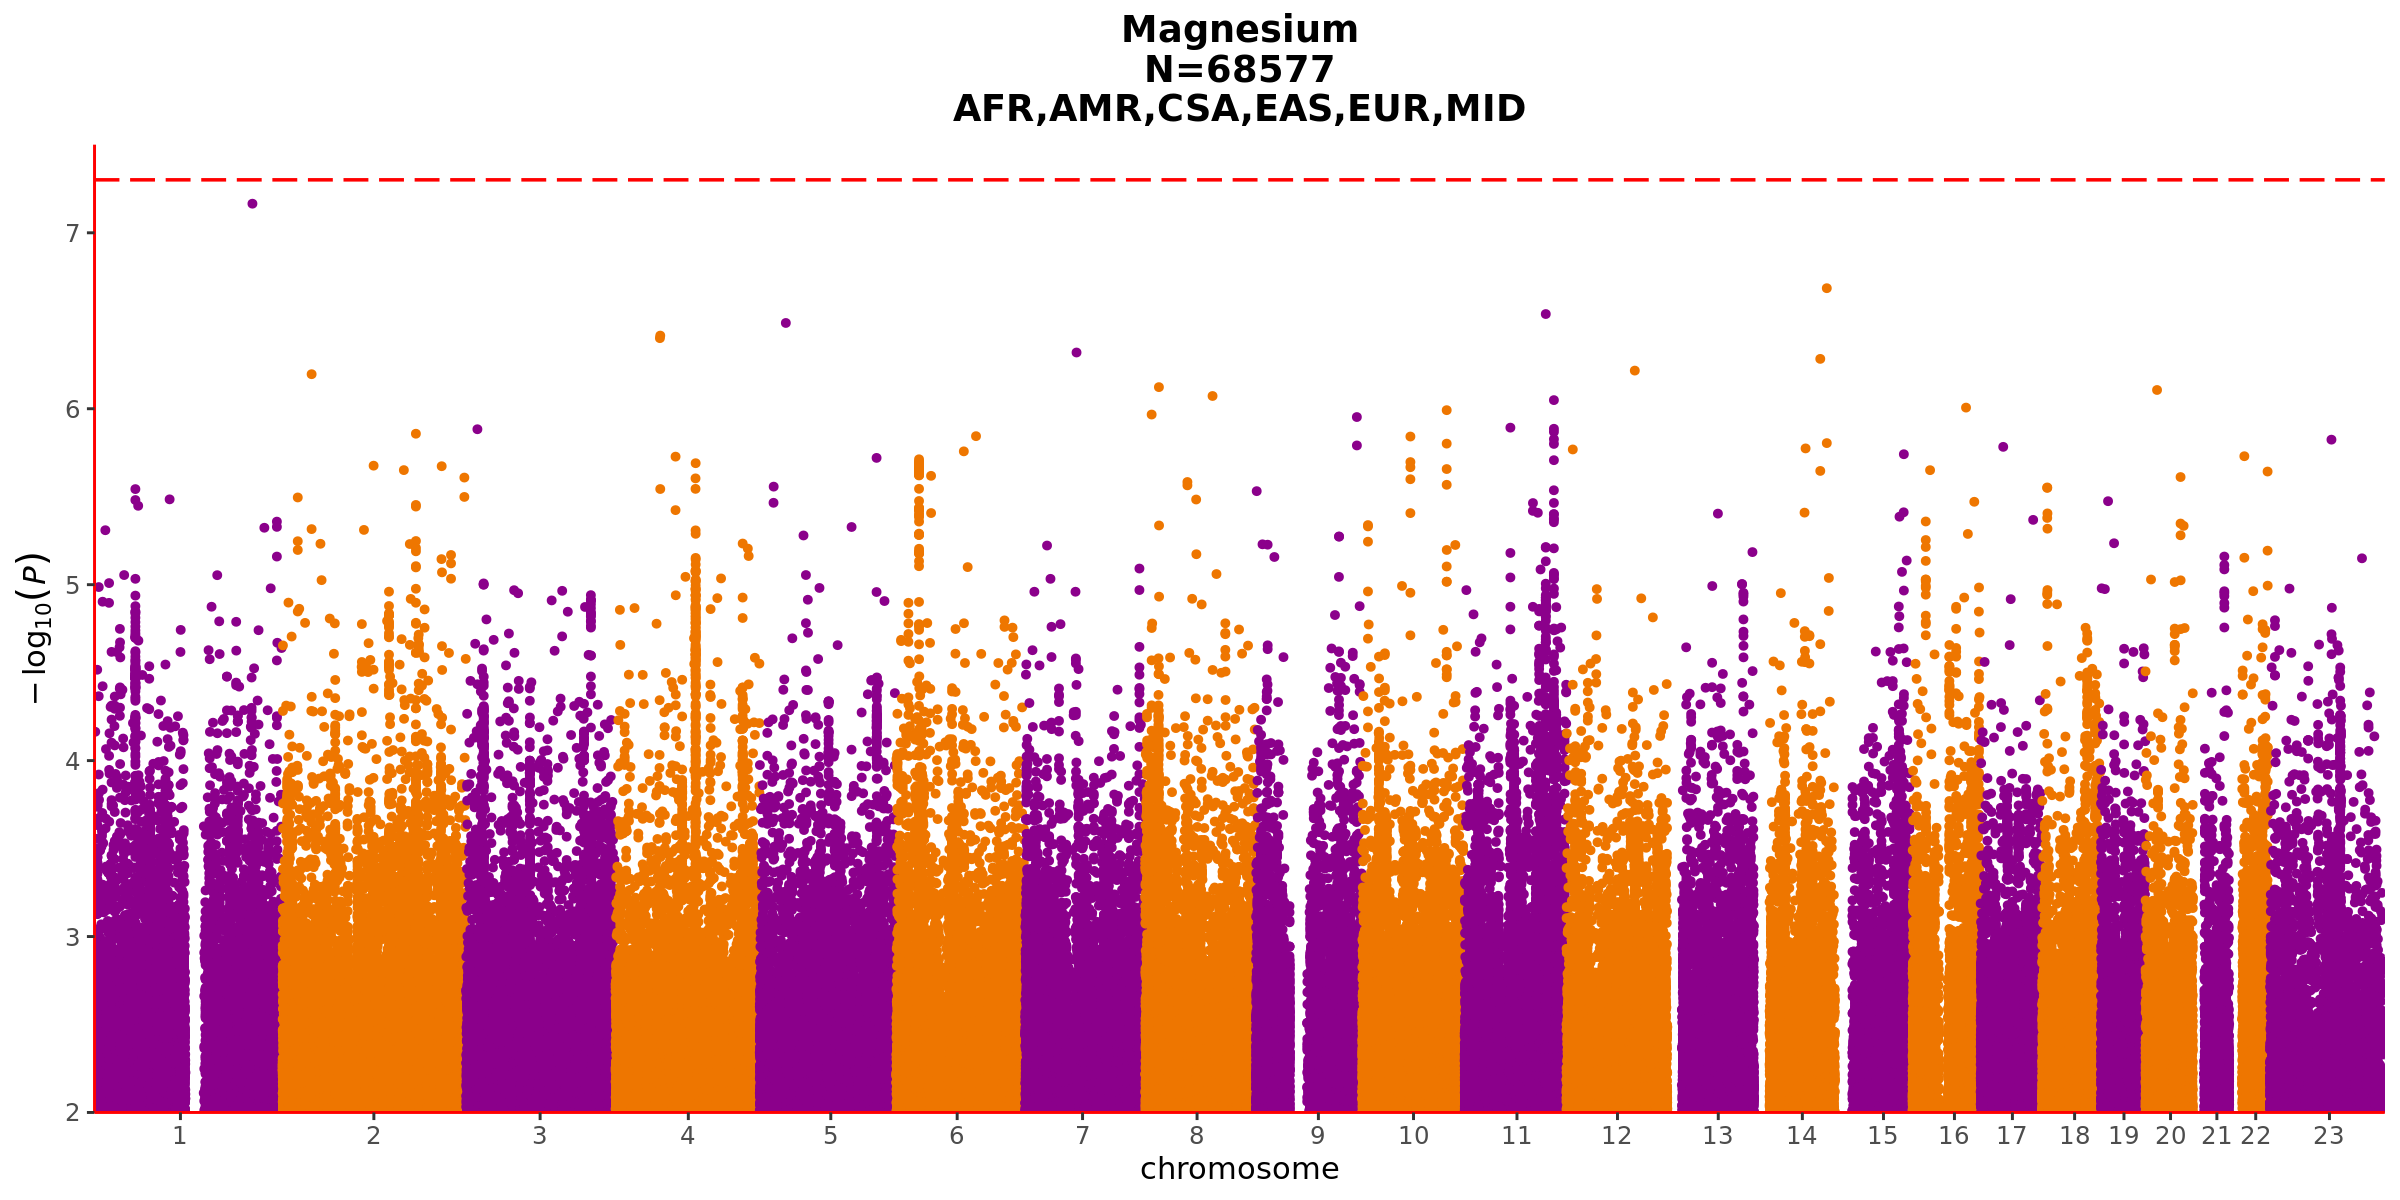 Magnesium
N=68577
AFR,AMR,CSA,EAS,EUR,MID
−log10(P)
7
6
5
4
3
2
1 2 3 4 5 6 7 8 9 10 11 12 13 14 15 16 17 18 19 20 21 22 23
chromosome